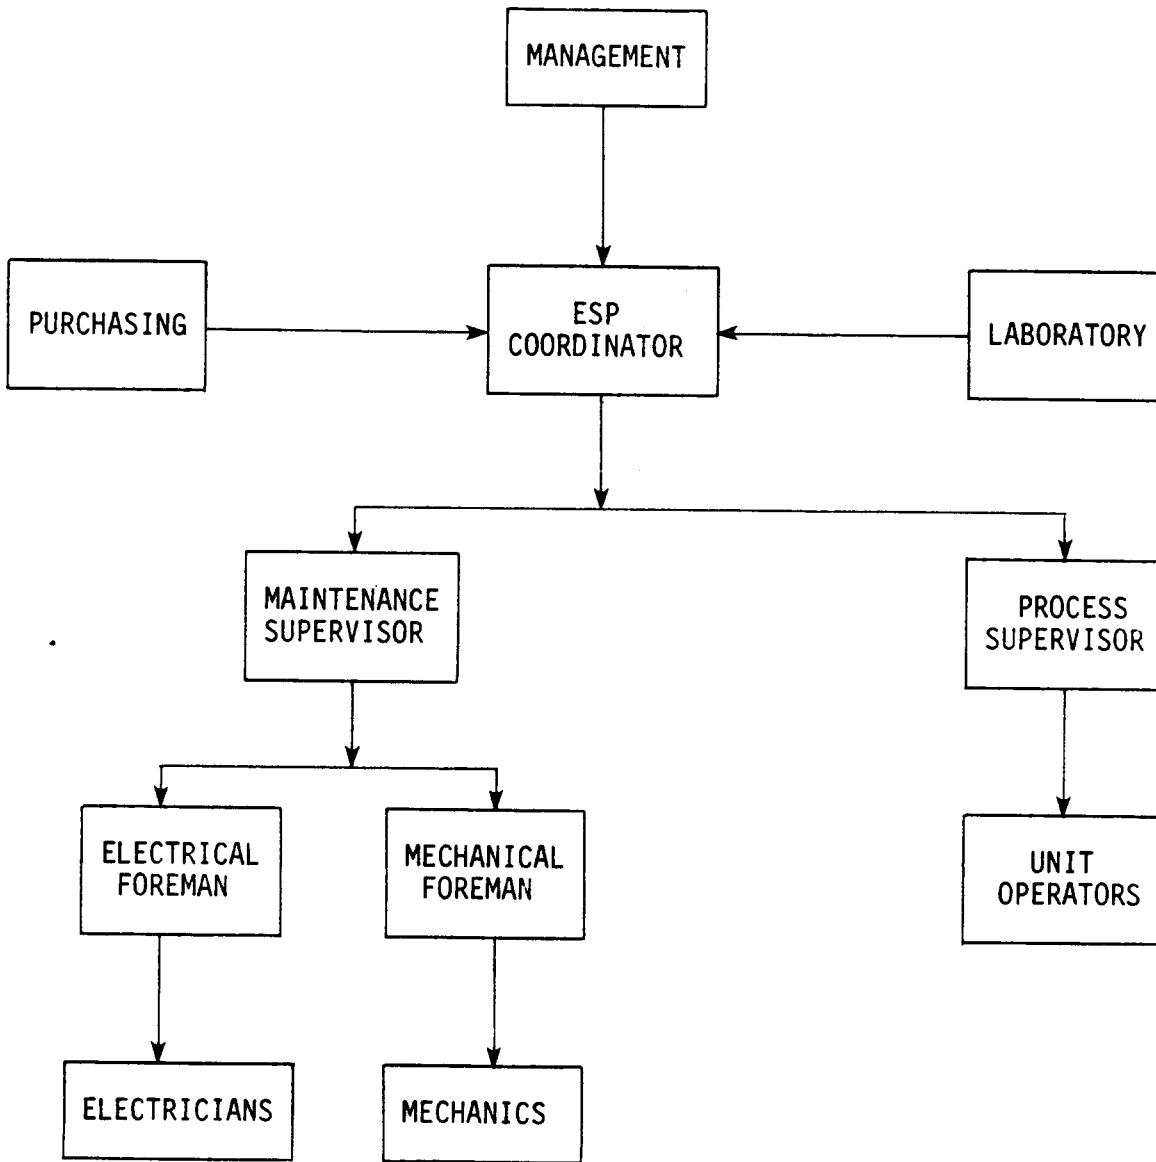 MANAGEMENT
PURCHASING
ESP
COORDINATOR
LABORATORY
MAINTENANCE
SUPERVISOR
PROCESS
SUPERVISOR
ELECTRICAL
FOREMAN
MECHANICAL
FOREMAN
UNIT
OPERATORS
ELECTRICIANS
MECHANICS